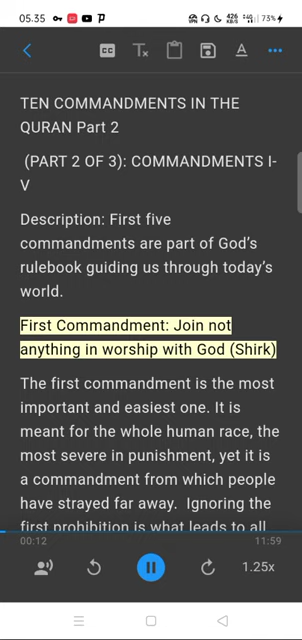 05.35
426 KB/S
4G
73%
CC
TEN COMMANDMENTS IN THE
QURAN Part 2
(PART 2 OF 3): COMMANDMENTS I-
V
Description: First five
commandments are part of God's
rulebook guiding us through today's
world.
First Commandment: Join not
anything in worship with God (Shirk)
The first commandment is the most
important and easiest one. It is
meant for the whole human race, the
most severe in punishment, yet it is
a commandment from which people
have strayed far away.  Ignoring the
first prohibition is what leads to all
00:12
11:59
1.25x